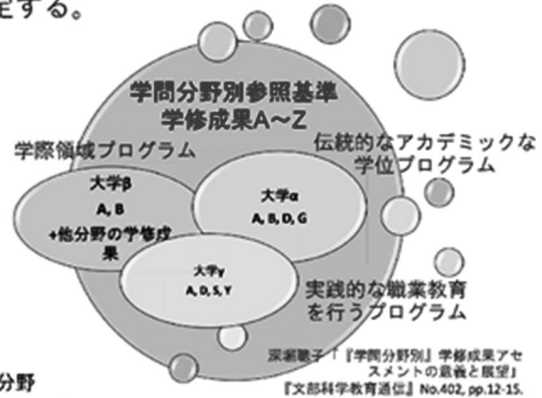 定する。
学問分野別参照基準
学修成果A～Z
学際領域プログラム
伝統的なアカデミックな
学位プログラム
大学β
A, B
+他分野の学修成
果
大学α
A, B, D, G
大学γ
A, D, S, Y
実践的な職業教育
を行うプログラム
深堀聰子「『学問分野別』学修成果アセ
スメントの意義と展望」
『文部科学教育通信』No.402, pp.12-15.
分野